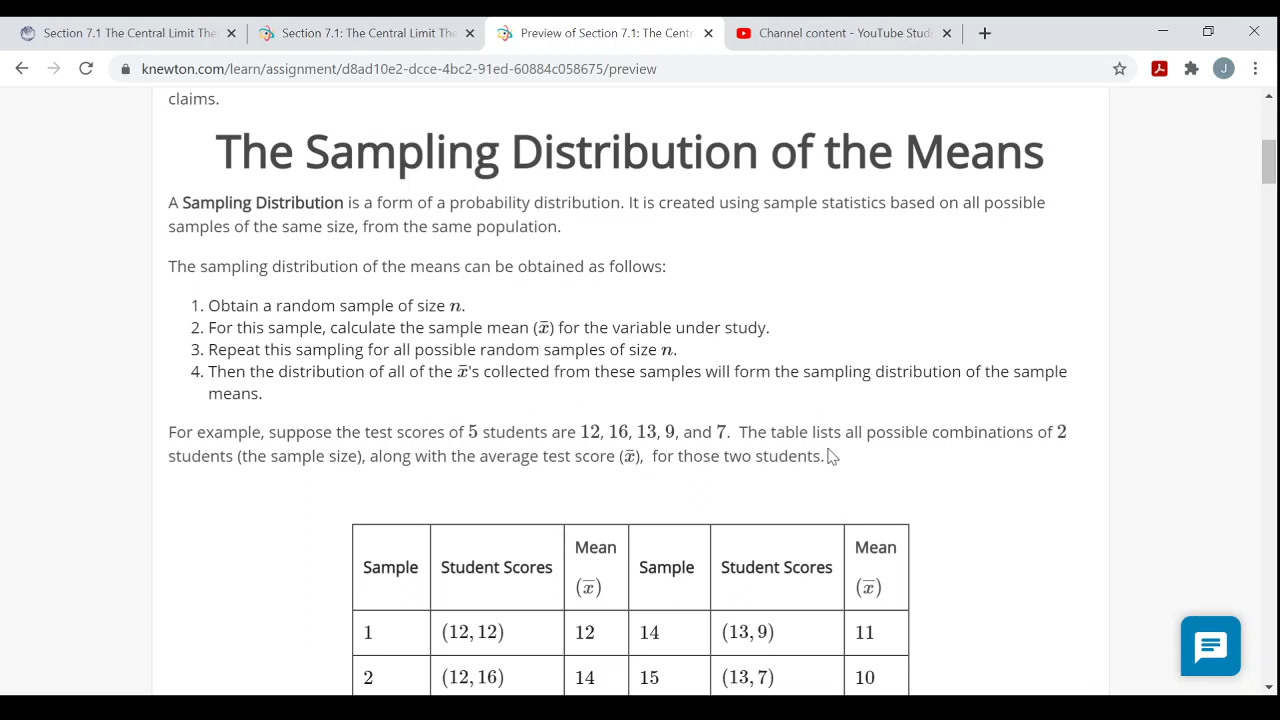 Section 7.1 The Central Limit The
Section 7.1: The Central Limit The
Preview of Section 7.1: The Centr
Channel content - YouTube Stud
knewton.com/learn/assignment/d8ad10e2-dcce-4bc2-91ed-60884c058675/preview
J
claims.
The Sampling Distribution of the Means
A Sampling Distribution is a form of a probability distribution. It is created using sample statistics based on all possible
samples of the same size, from the same population.
The sampling distribution of the means can be obtained as follows:
1. Obtain a random sample of size n.
2. For this sample, calculate the sample mean (x̄) for the variable under study.
3. Repeat this sampling for all possible random samples of size n.
4. Then the distribution of all of the x̄'s collected from these samples will form the sampling distribution of the sample
means.
For example, suppose the test scores of 5 students are 12, 16, 13, 9, and 7. The table lists all possible combinations of 2
students (the sample size), along with the average test score (x̄), for those two students.
Sample Student Scores Mean (x̄) Sample Student Scores Mean (x̄)
1 (12, 12) 12 14 (13, 9) 11
2 (12, 16) 14 15 (13, 7) 10